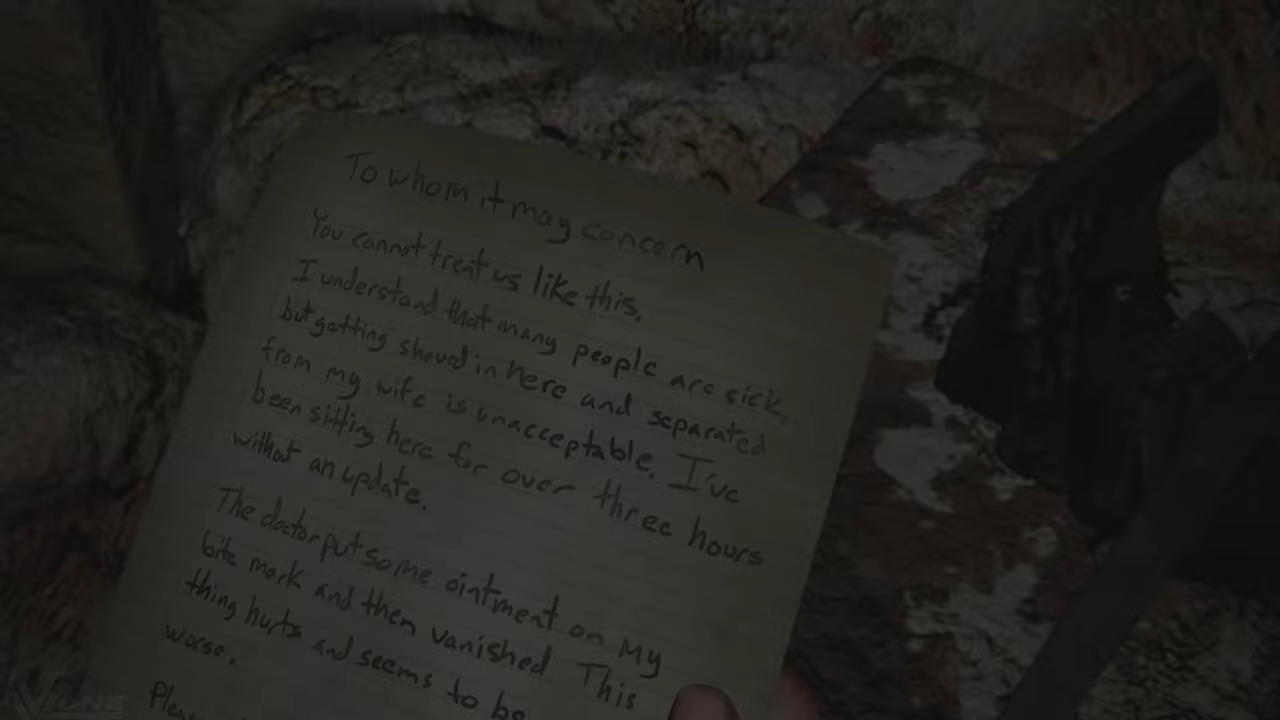 To whom it may concern
You cannot treat us like this.
I understand that many people are sick,
but getting shoved in here and separated
from my wife is unacceptable. I've
been sitting here for over three hours
without an update.
The doctor put some ointment on my
bite mark and then vanished This
thing hurts and seems to be
worse.